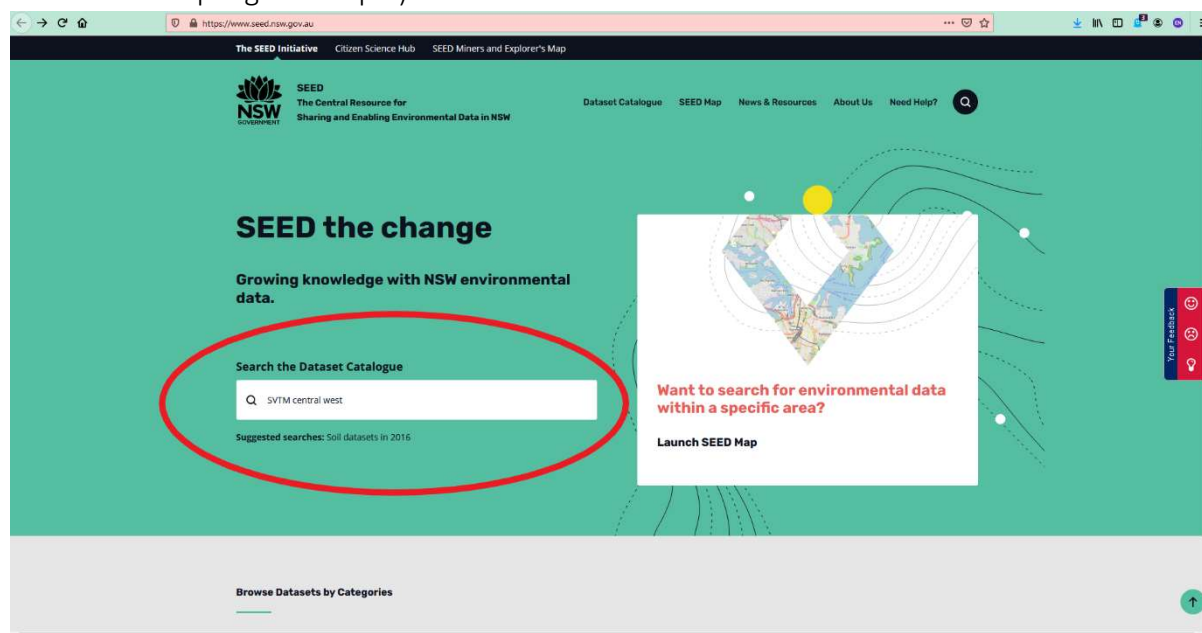 https://www.seed.nsw.gov.au
The SEED Initiative Citizen Science Hub SEED Miners and Explorer's Map
NSW
GOVERNMENT
SEED
The Central Resource for
Sharing and Enabling Environmental Data in NSW
Dataset Catalogue SEED Map News & Resources About Us Need Help?
SEED the change
Growing knowledge with NSW environmental
data.
Search the Dataset Catalogue
SVTM central west
Suggested searches: Soil datasets in 2016
Want to search for environmental data
within a specific area?
Launch SEED Map
Your Feedback
Browse Datasets by Categories